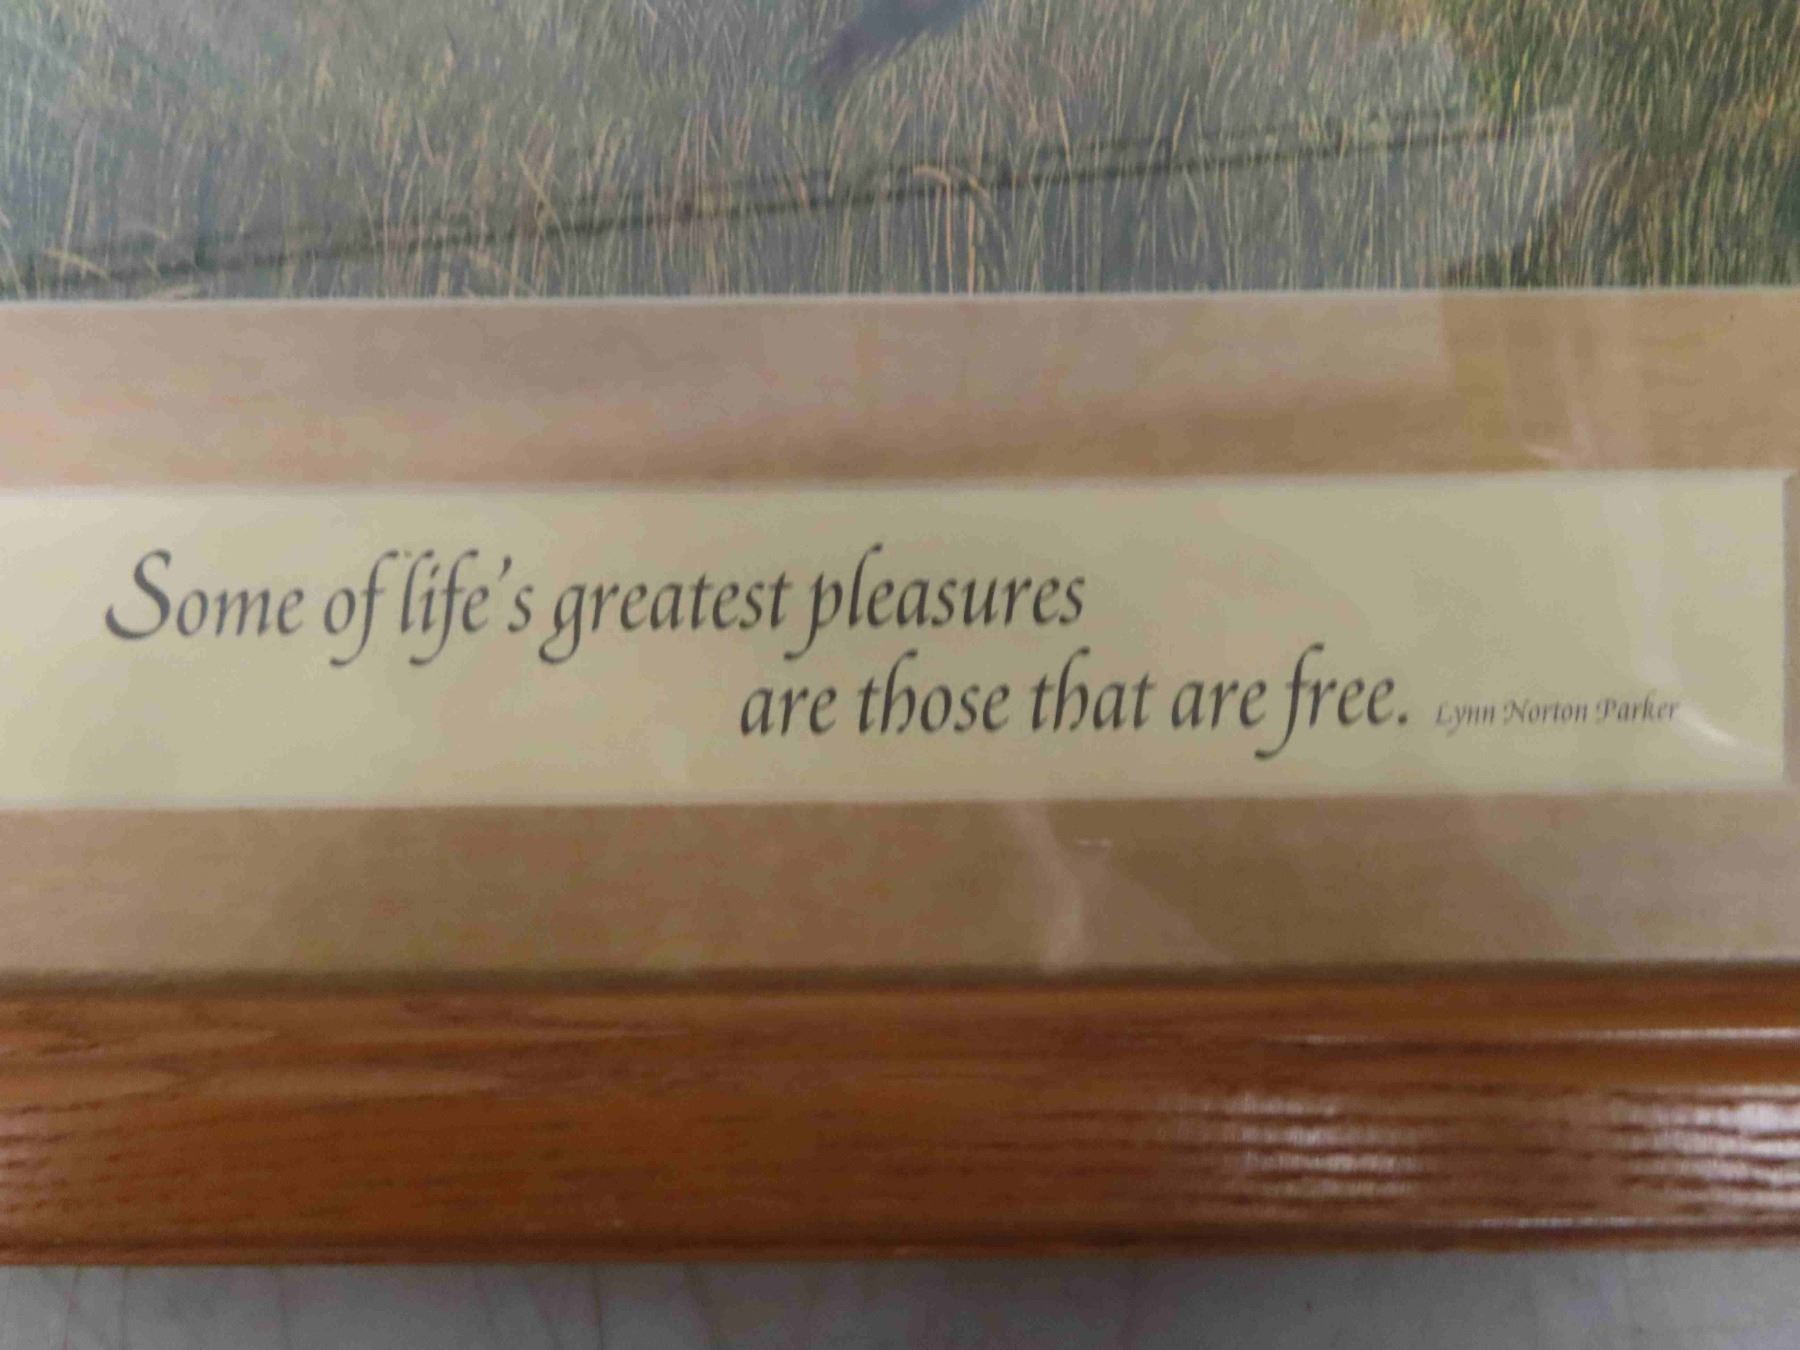 Some of life's greatest pleasures
are those that are free. Lynn Norton Parker